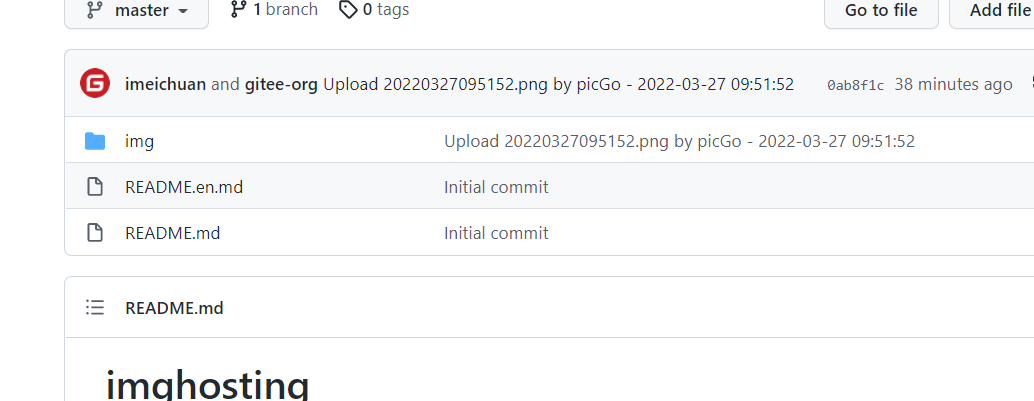 master 1 branch 0 tags Go to file Add file
imeichuan and gitee-org Upload 20220327095152.png by picGo - 2022-03-27 09:51:52 0ab8f1c 38 minutes ago
img Upload 20220327095152.png by picGo - 2022-03-27 09:51:52
README.en.md Initial commit
README.md Initial commit
README.md
imghosting